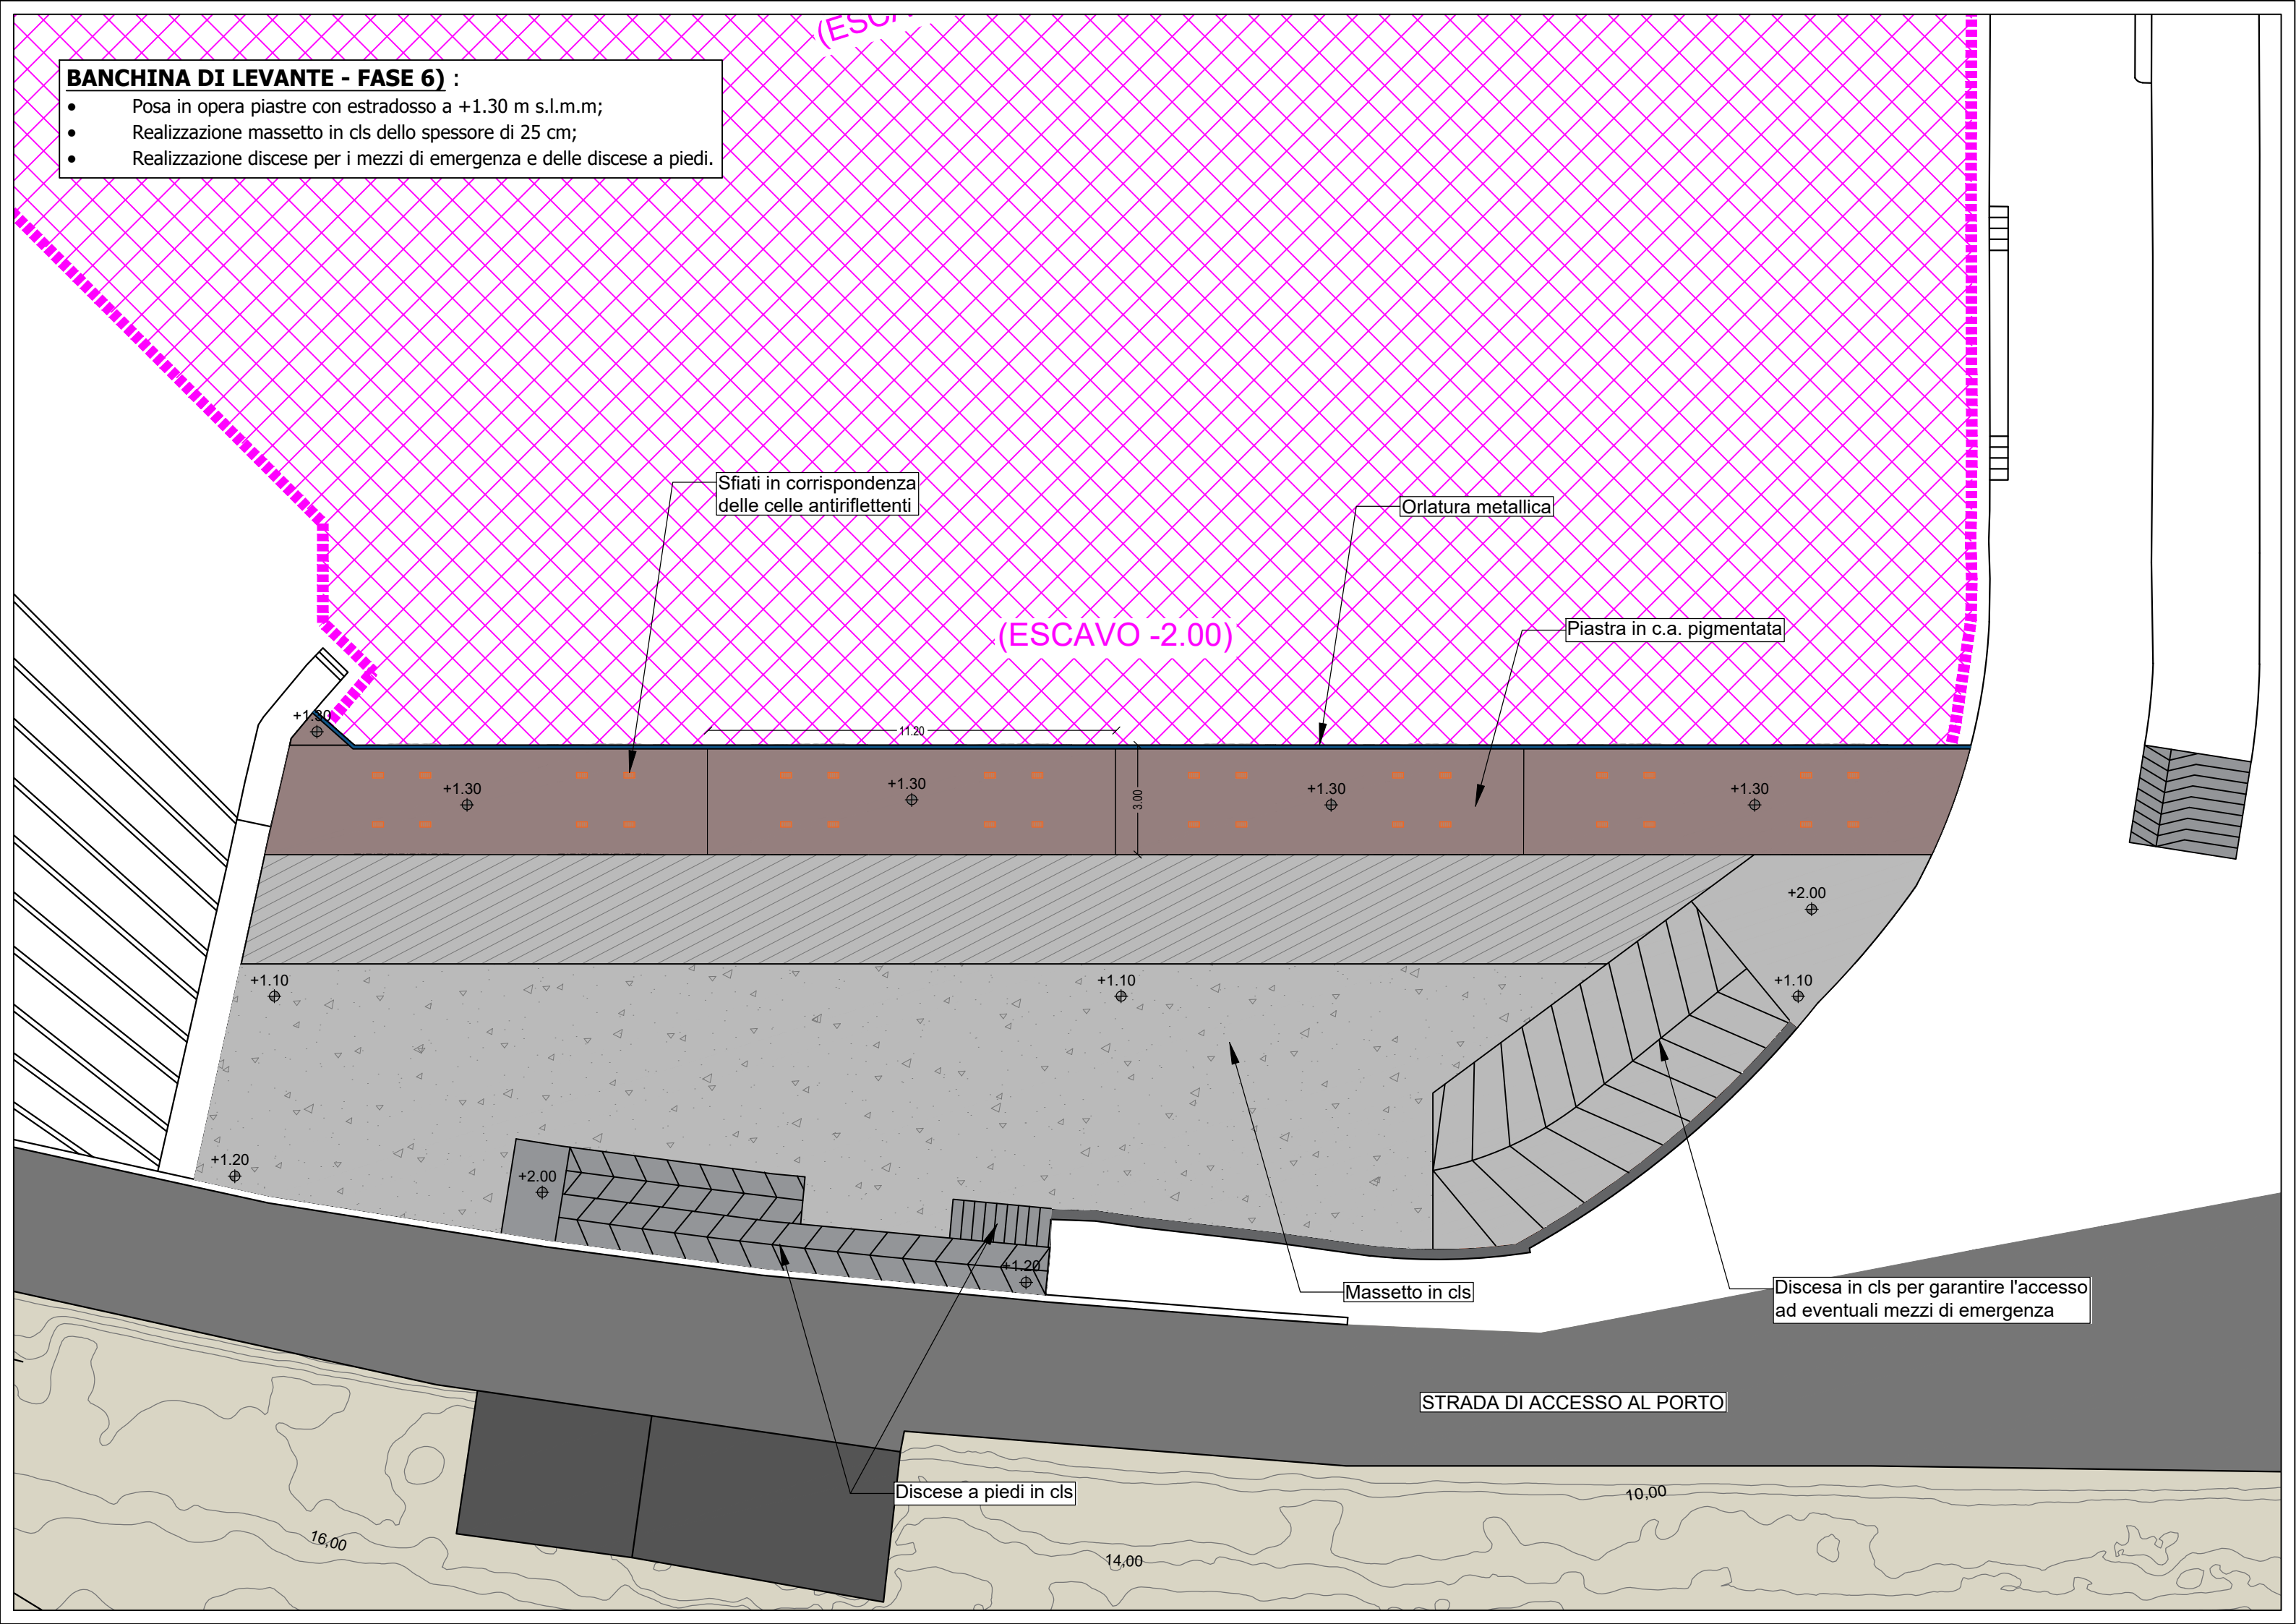 (ESCA
BANCHINA DI LEVANTE - FASE 6) :
• Posa in opera piastre con estradosso a +1.30 m s.l.m.m;
• Realizzazione massetto in cls dello spessore di 25 cm;
• Realizzazione discese per i mezzi di emergenza e delle discese a piedi.
Sfiati in corrispondenza
delle celle antiriflettenti
Orlatura metallica
(ESCAVO -2.00)
Piastra in c.a. pigmentata
+1.30
11.20
+1.30
+1.30
+1.30
+1.30
3.00
+2.00
+1.10
+1.10
+1.10
+1.20
+2.00
+1.20
Massetto in cls
Discesa in cls per garantire l'accesso
ad eventuali mezzi di emergenza
STRADA DI ACCESSO AL PORTO
Discese a piedi in cls
10,00
16,00
14,00